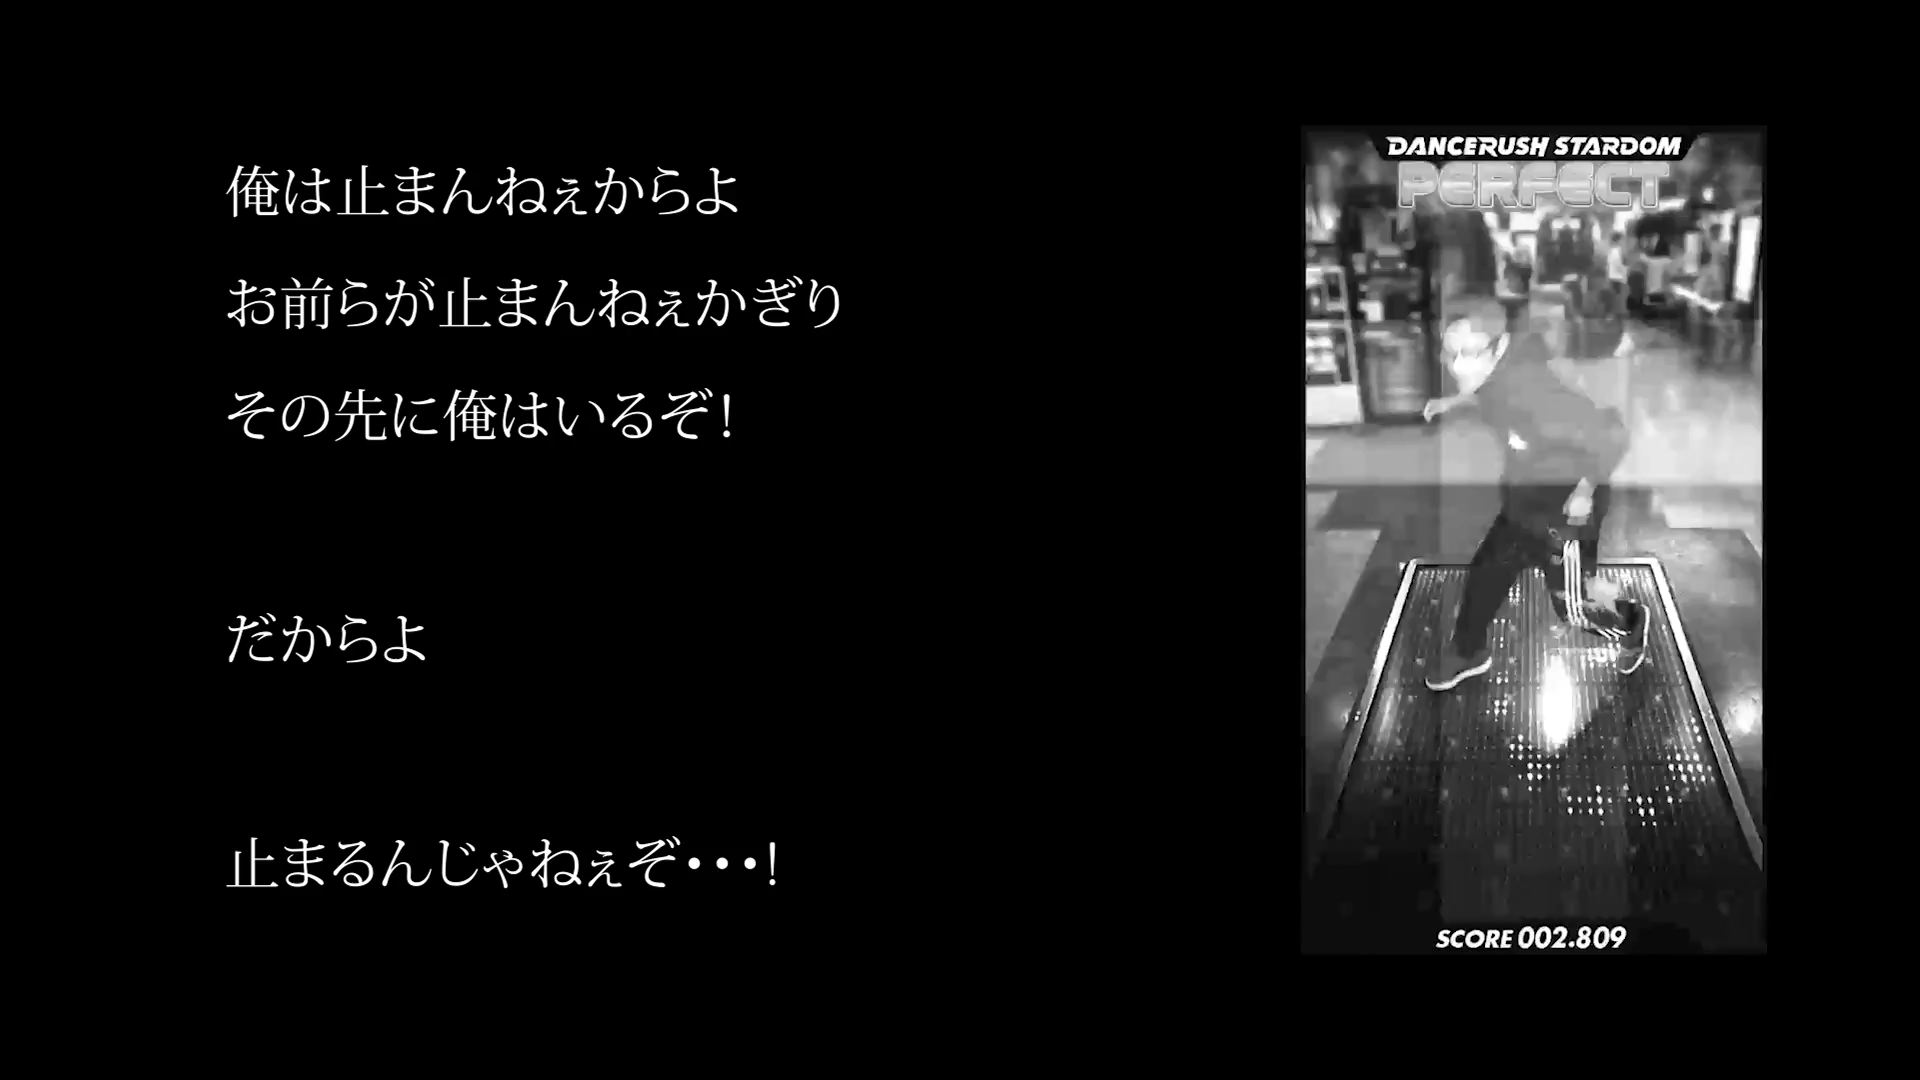 俺は止まんねぇからよ
お前らが止まんねぇかぎり
その先に俺はいるぞ！
だからよ
止まるんじゃねぇぞ・・・！
DANCERUSH STARDOM
PERFECT
SCORE 002.809